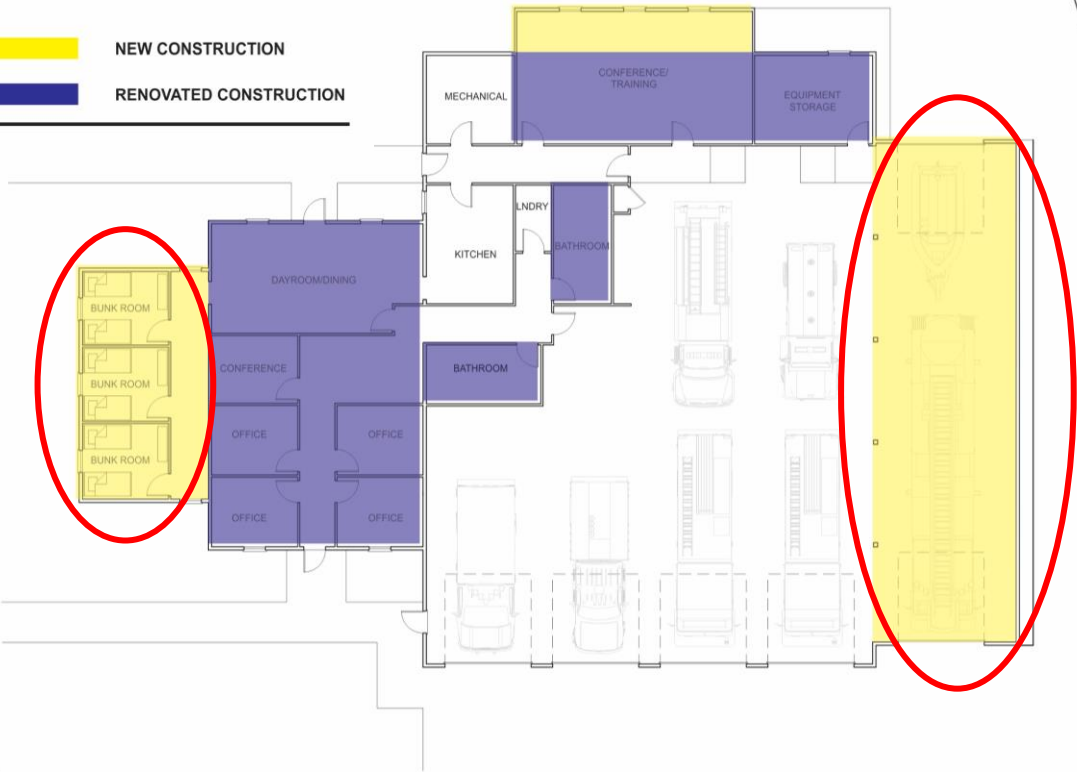 NEW CONSTRUCTION
RENOVATED CONSTRUCTION
MECHANICAL
CONFERENCE/
TRAINING
EQUIPMENT
STORAGE
LNDRY
KITCHEN
BATHROOM
DAYROOM/DINING
BUNK ROOM
CONFERENCE
BATHROOM
BUNK ROOM
OFFICE
OFFICE
BUNK ROOM
OFFICE
OFFICE